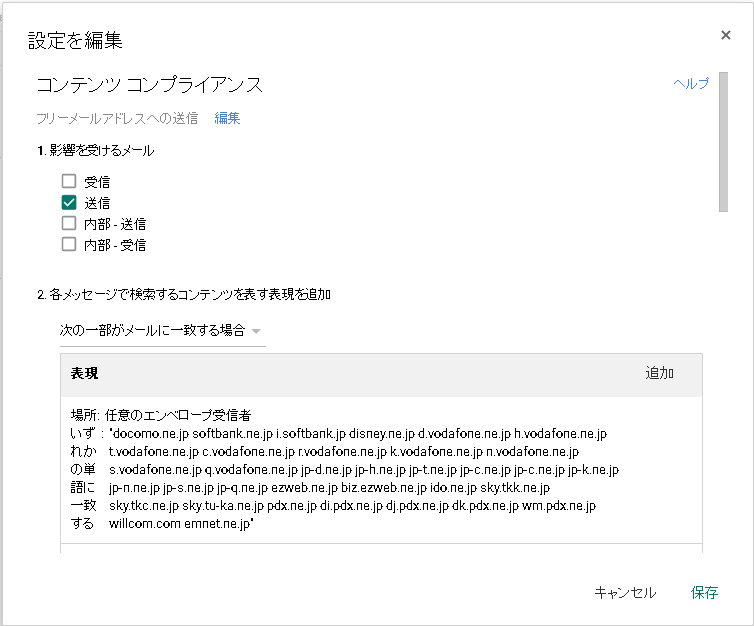 設定を編集
×
コンテンツ コンプライアンス
ヘルプ
フリーメールアドレスへの送信 編集
1. 影響を受けるメール
受信
送信
内部 - 送信
内部 - 受信
2. 各メッセージで検索するコンテンツを表す表現を追加
次の一部がメールに一致する場合
表現 追加
場所: 任意のエンベロープ受信者
いず : "docomo.ne.jp softbank.ne.jp i.softbank.jp disney.ne.jp d.vodafone.ne.jp h.vodafone.ne.jp
れか t.vodafone.ne.jp c.vodafone.ne.jp r.vodafone.ne.jp k.vodafone.ne.jp n.vodafone.ne.jp
の単 s.vodafone.ne.jp q.vodafone.ne.jp jp-d.ne.jp jp-h.ne.jp jp-t.ne.jp jp-c.ne.jp jp-c.ne.jp jp-k.ne.jp
語に jp-n.ne.jp jp-s.ne.jp jp-q.ne.jp ezweb.ne.jp biz.ezweb.ne.jp ido.ne.jp sky.tkk.ne.jp
一致 sky.tkc.ne.jp sky.tu-ka.ne.jp pdx.ne.jp di.pdx.ne.jp dj.pdx.ne.jp dk.pdx.ne.jp wm.pdx.ne.jp
する willcom.com emnet.ne.jp"
キャンセル 保存